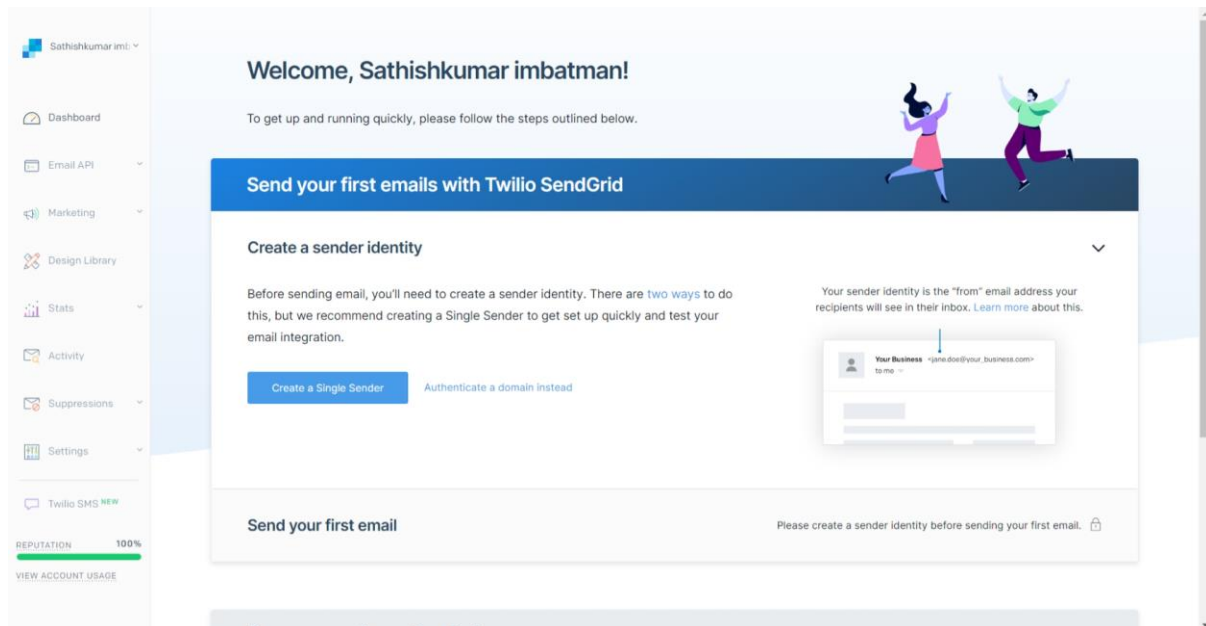 Sathishkumar imb
Dashboard
Email API
Marketing
Design Library
Stats
Activity
Suppressions
Settings
Twilio SMS NEW
REPUTATION 100%
VIEW ACCOUNT USAGE
Welcome, Sathishkumar imbatman!
To get up and running quickly, please follow the steps outlined below.
Send your first emails with Twilio SendGrid
Create a sender identity
Before sending email, you'll need to create a sender identity. There are two ways to do
this, but we recommend creating a Single Sender to get set up quickly and test your
email integration.
Create a Single Sender
Authenticate a domain instead
Your sender identity is the "from" email address your
recipients will see in their inbox. Learn more about this.
Your Business <jane.doe@your_business.com>
to me
Send your first email
Please create a sender identity before sending your first email.